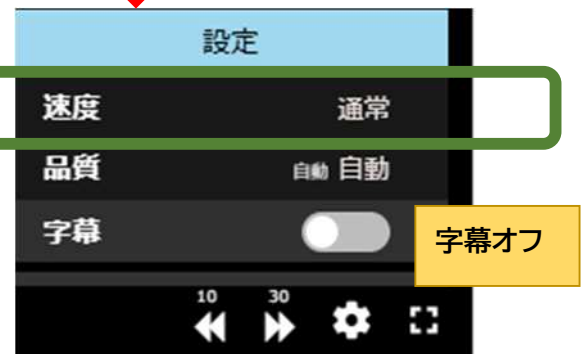 設定
速度 通常
品質 自動 自動
字幕
字幕オフ
10 30